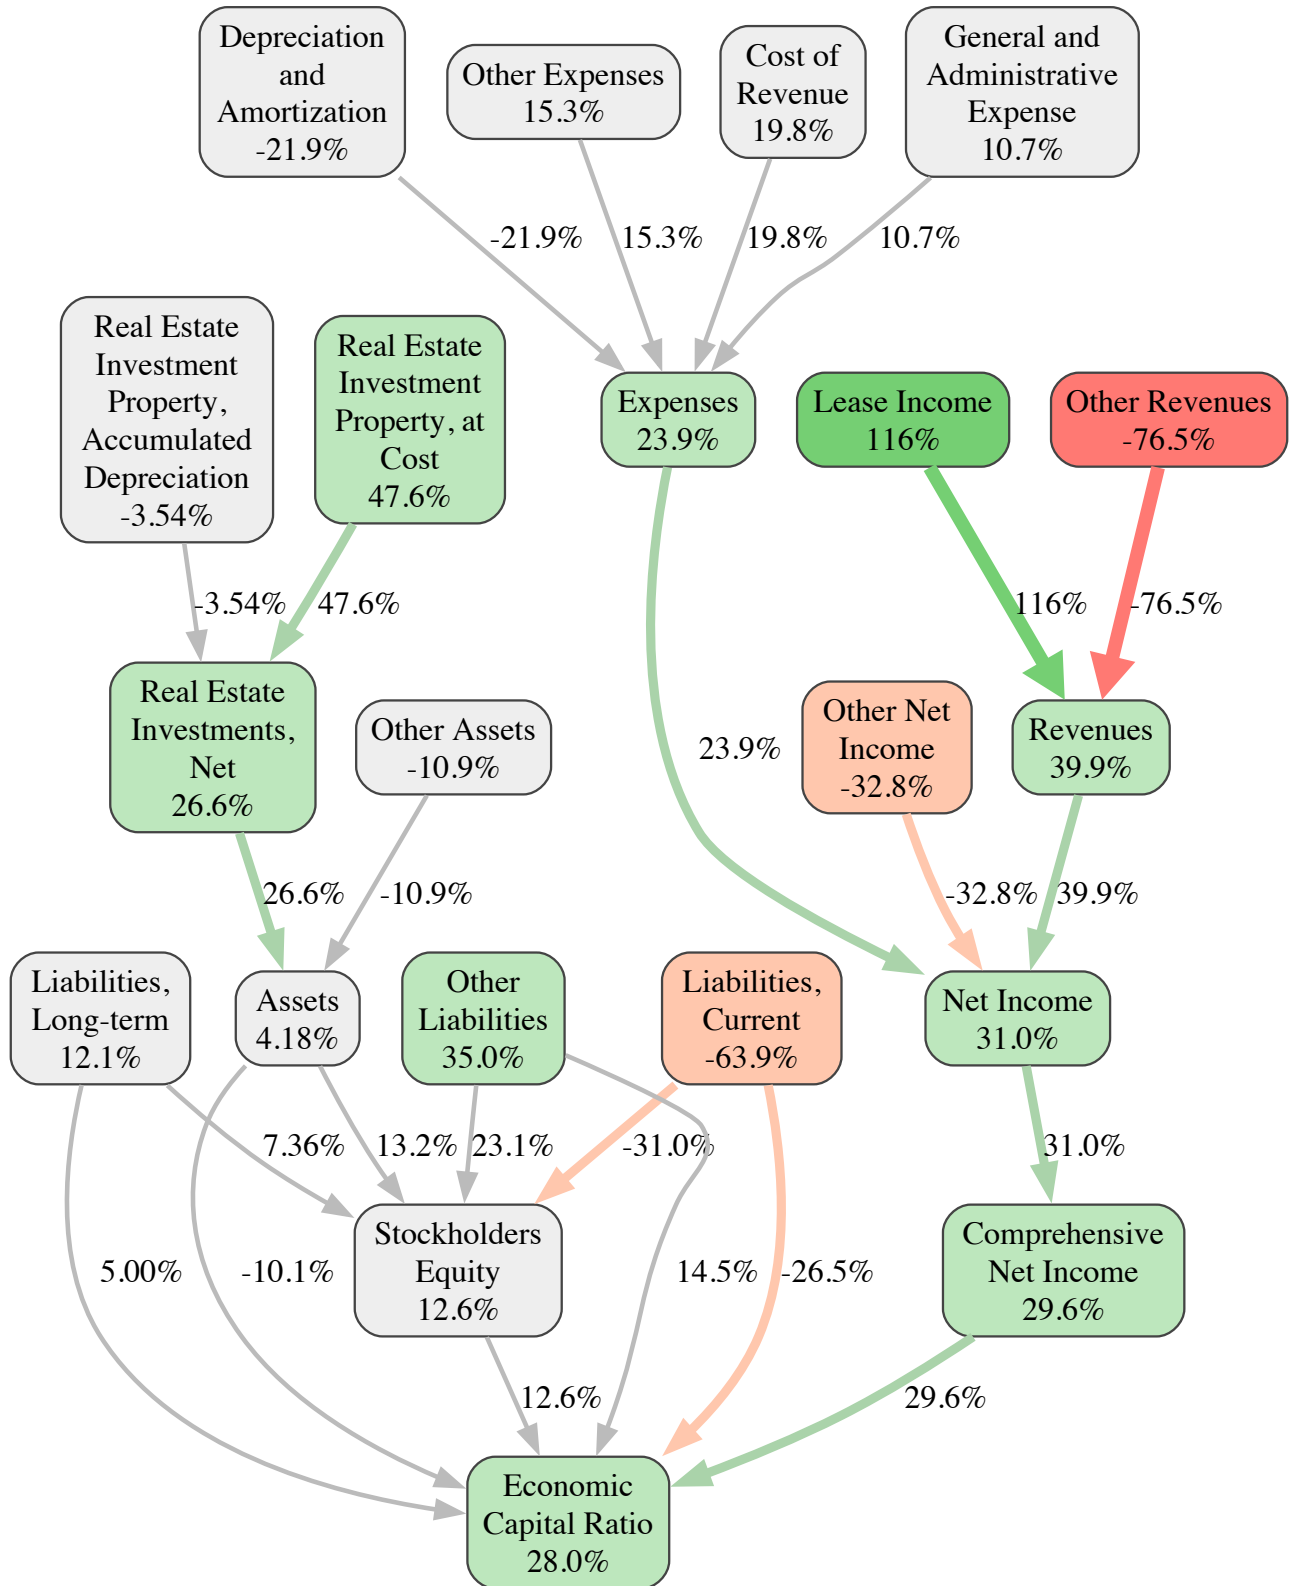 Depreciation
and
Amortization
-21.9%
Other Expenses
15.3%
Cost of
Revenue
19.8%
General and
Administrative
Expense
10.7%
-21.9%
15.3%
19.8%
10.7%
Real Estate
Investment
Property,
Accumulated
Depreciation
-3.54%
Real Estate
Investment
Property, at
Cost
47.6%
Expenses
23.9%
Lease Income
116%
Other Revenues
-76.5%
-3.54%
47.6%
116%
-76.5%
Real Estate
Investments,
Net
26.6%
Other Assets
-10.9%
23.9%
Other Net
Income
-32.8%
Revenues
39.9%
26.6%
-10.9%
-32.8%
39.9%
Liabilities,
Long-term
12.1%
Assets
4.18%
Other
Liabilities
35.0%
Liabilities,
Current
-63.9%
Net Income
31.0%
7.36%
13.2%
23.1%
-31.0%
31.0%
Stockholders
Equity
12.6%
Comprehensive
Net Income
29.6%
5.00%
-10.1%
14.5%
-26.5%
12.6%
29.6%
Economic
Capital Ratio
28.0%